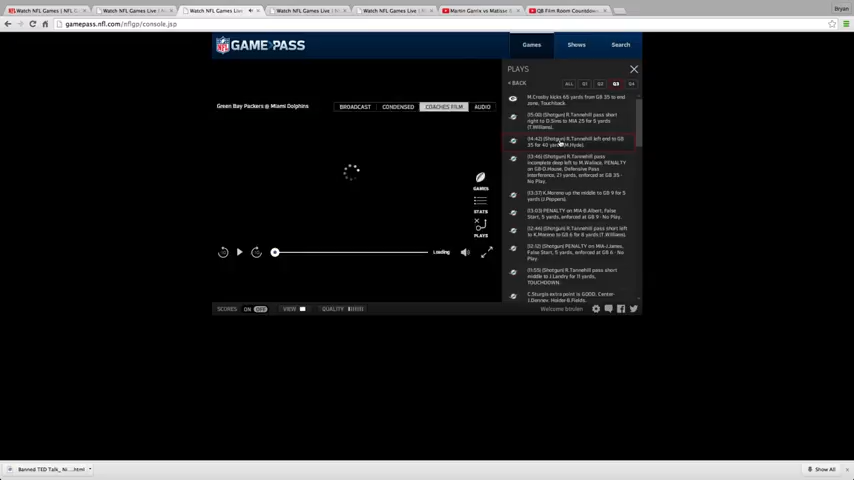 Watch NFL Games | NFL
Watch NFL Games Live |
Watch NFL Games Live
Watch NFL Games Live |
Watch NFL Games Live |
Martin Garrix vs Matisse
QB Film Room Countdown
Bryan
gamepass.nfl.com/nflgp/console.jsp
NFL GAME PASS
Games
Shows
Search
PLAYS
< BACK
ALL Q1 Q2 Q3 Q4
Green Bay Packers @ Miami Dolphins
BROADCAST
CONDENSED
COACHES FILM
AUDIO
GAMES
STATS
PLAYS
M.Crosby kicks 65 yards from GB 35 to end
zone, Touchback.
(15:00) (Shotgun) R.Tannehill pass short
right to D.Sims to MIA 25 for 5 yards
(T.Williams).
(14:42) (Shotgun) R.Tannehill left end to GB
35 for 40 yards (M.Hyde).
(13:46) (Shotgun) R.Tannehill pass
incomplete deep left to M.Wallace. PENALTY
on GB-D.House, Defensive Pass
Interference, 21 yards, enforced at GB 35 -
No Play.
(13:37) K.Moreno up the middle to GB 9 for 5
yards (J.Peppers).
(13:03) PENALTY on MIA-B.Albert, False
Start, 5 yards, enforced at GB 9 - No Play.
(12:46) (Shotgun) R.Tannehill pass short left
to K.Moreno to GB 6 for 8 yards (T.Williams).
(12:12) (Shotgun) PENALTY on MIA-J.James,
False Start, 5 yards, enforced at GB 6 - No
Play.
(11:55) (Shotgun) R.Tannehill pass short
middle to J.Landry for 11 yards,
TOUCHDOWN.
C.Sturgis extra point is GOOD, Center-
J.Denney, Holder-B.Fields.
Loading
SCORES ON OFF
VIEW
QUALITY
Welcome
Banned TED Talk_ Ni....html
Show All